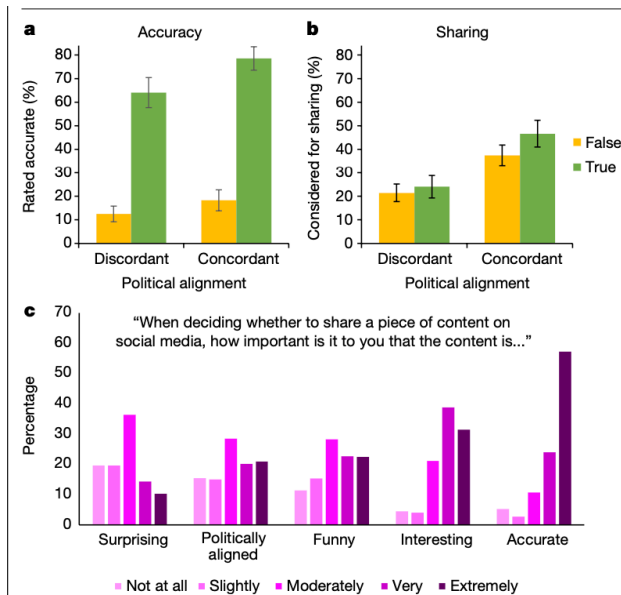 a
Accuracy
80
70
60
50
40
30
20
10
0
Rated accurate (%)
Discordant Concordant
Political alignment
b
Sharing
80
70
60
50
40
30
20
10
0
Considered for sharing (%)
Discordant Concordant
Political alignment
False
True
c
“When deciding whether to share a piece of content on
social media, how important is it to you that the content is...”
70
60
50
40
30
20
10
0
Percentage
Surprising
Politically
aligned
Funny
Interesting
Accurate
Not at all Slightly Moderately Very Extremely